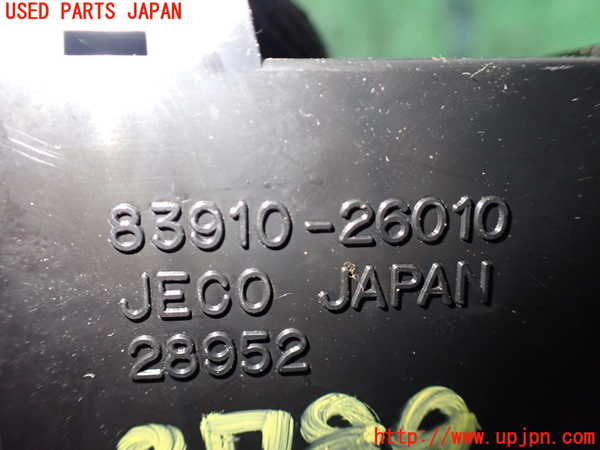 USED PARTS JAPAN
83910-26010
JECO JAPAN
28952
http://www.upjpn.com/